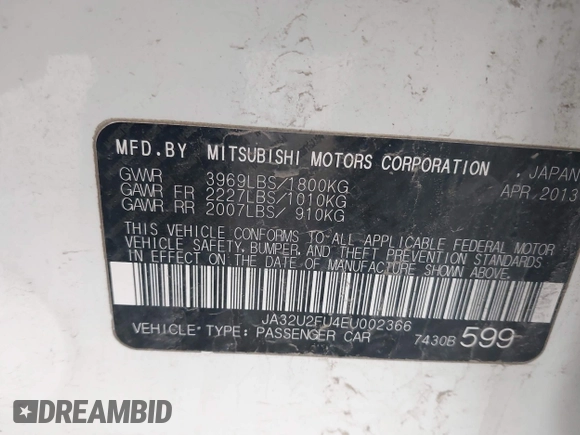 MFD.BY MITSUBISHI MOTORS CORPORATION , JAPAN
GVWR 3969LBS/1800KG APR,2013
GAWR FR 2227LBS/1010KG
GAWR RR 2007LBS/ 910KG
THIS VEHICLE CONFORMS TO ALL APPLICABLE FEDERAL MOTOR
VEHICLE SAFETY, BUMPER, AND THEFT PREVENTION STANDARDS
IN EFFECT ON THE DATE OF MANUFACTURE SHOWN ABOVE.
JA32U2FU4EU002366
VEHICLE TYPE: PASSENGER CAR 7430B 599
DREAMBID